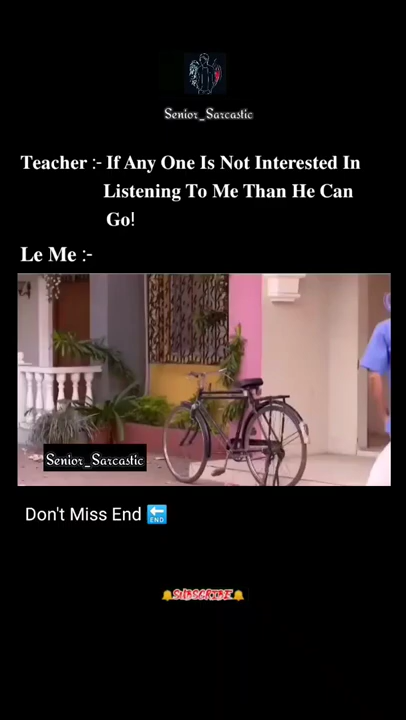 Senior_Sarcastic
Teacher :- If Any One Is Not Interested In
Listening To Me Than He Can
Go!
Le Me :-
Senior_Sarcastic
Don't Miss End 🔚
🔔SUBSCRIBE🔔